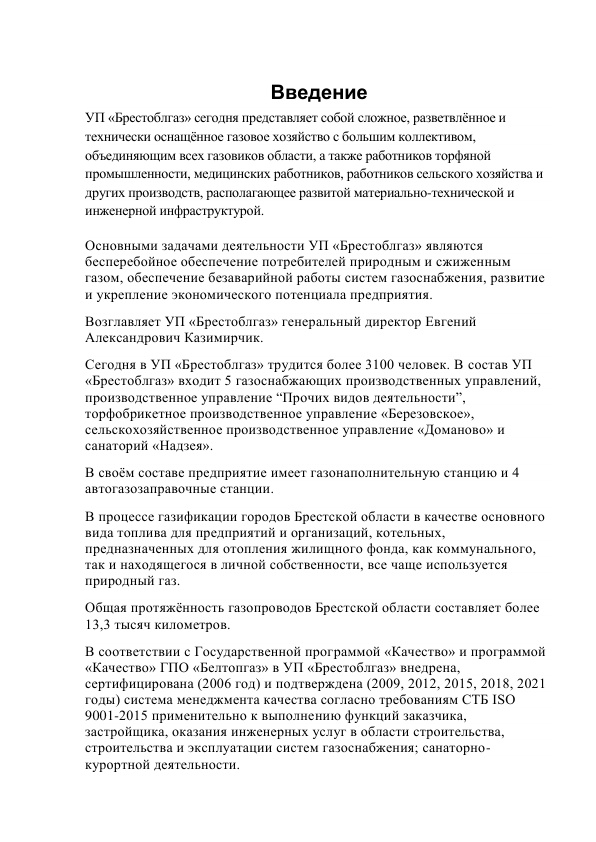 Введение
УП «Брестоблгаз» сегодня представляет собой сложное, разветвлённое и
технически оснащённое газовое хозяйство с большим коллективом,
объединяющим всех газовиков области, а также работников торфяной
промышленности, медицинских работников, работников сельского хозяйства и
других производств, располагающее развитой материально-технической и
инженерной инфраструктурой.
Основными задачами деятельности УП «Брестоблгаз» являются
бесперебойное обеспечение потребителей природным и сжиженным
газом, обеспечение безаварийной работы систем газоснабжения, развитие
и укрепление экономического потенциала предприятия.
Возглавляет УП «Брестоблгаз» генеральный директор Евгений
Александрович Казимирчик.
Сегодня в УП «Брестоблгаз» трудится более 3100 человек. В состав УП
«Брестоблгаз» входит 5 газоснабжающих производственных управлений,
производственное управление “Прочих видов деятельности”,
торфобрикетное производственное управление «Березовское»,
сельскохозяйственное производственное управление «Доманово» и
санаторий «Надзея».
В своём составе предприятие имеет газонаполнительную станцию и 4
автогазозаправочные станции.
В процессе газификации городов Брестской области в качестве основного
вида топлива для предприятий и организаций, котельных,
предназначенных для отопления жилищного фонда, как коммунального,
так и находящегося в личной собственности, все чаще используется
природный газ.
Общая протяжённость газопроводов Брестской области составляет более
13,3 тысяч километров.
В соответствии с Государственной программой «Качество» и программой
«Качество» ГПО «Белтопгаз» в УП «Брестоблгаз» внедрена,
сертифицирована (2006 год) и подтверждена (2009, 2012, 2015, 2018, 2021
годы) система менеджмента качества согласно требованиям СТБ ISO
9001-2015 применительно к выполнению функций заказчика,
застройщика, оказания инженерных услуг в области строительства,
строительства и эксплуатации систем газоснабжения; санаторно-
курортной деятельности.